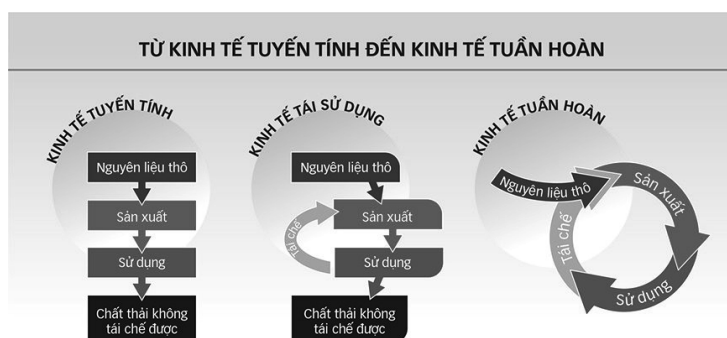 TỪ KINH TẾ TUYẾN TÍNH ĐẾN KINH TẾ TUẦN HOÀN
KINH TẾ TUYẾN TÍNH
Nguyên liệu thô
Sản xuất
Sử dụng
Chất thải không
tái chế được
KINH TẾ TÁI SỬ DỤNG
Nguyên liệu thô
Sản xuất
Tái chế
Sử dụng
Chất thải không
tái chế được
KINH TẾ TUẦN HOÀN
Nguyên liệu thô
Sản xuất
Sử dụng
Tái chế